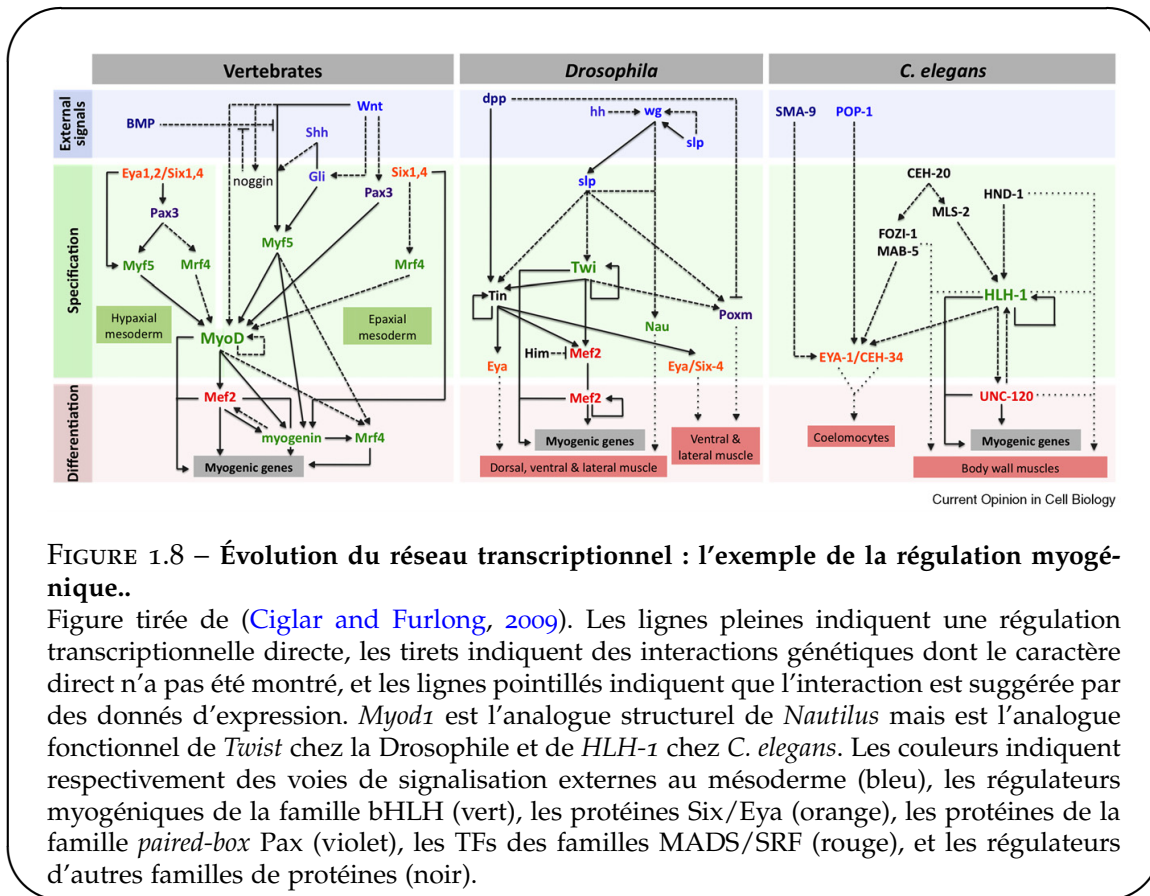 Vertebrates
Drosophila
C. elegans
External signals
Specification
Differentiation
BMP
Wnt
Shh
noggin
Gli
Eya1,2/Six1,4
Six1,4
Pax3
Pax3
Myf5
Myf5
Mrf4
Mrf4
Hypaxial
mesoderm
Epaxial
mesoderm
MyoD
Mef2
myogenin
Mrf4
Myogenic genes
dpp
hh
wg
slp
slp
Twi
Tin
Poxm
Nau
Him
Mef2
Eya
Eya/Six-4
Mef2
Myogenic genes
Ventral &
lateral muscle
Dorsal, ventral & lateral muscle
SMA-9
POP-1
CEH-20
HND-1
MLS-2
FOZI-1
MAB-5
HLH-1
EYA-1/CEH-34
UNC-120
Coelomocytes
Myogenic genes
Body wall muscles
Current Opinion in Cell Biology
FIGURE 1.8 – Évolution du réseau transcriptionnel : l'exemple de la régulation myogé-
nique..
Figure tirée de (Ciglar and Furlong, 2009). Les lignes pleines indiquent une régulation
transcriptionnelle directe, les tirets indiquent des interactions génétiques dont le caractère
direct n'a pas été montré, et les lignes pointillés indiquent que l'interaction est suggérée par
des donnés d'expression. Myod1 est l'analogue structurel de Nautilus mais est l'analogue
fonctionnel de Twist chez la Drosophile et de HLH-1 chez C. elegans. Les couleurs indiquent
respectivement des voies de signalisation externes au mésoderme (bleu), les régulateurs
myogéniques de la famille bHLH (vert), les protéines Six/Eya (orange), les protéines de la
famille paired-box Pax (violet), les TFs des familles MADS/SRF (rouge), et les régulateurs
d'autres familles de protéines (noir).